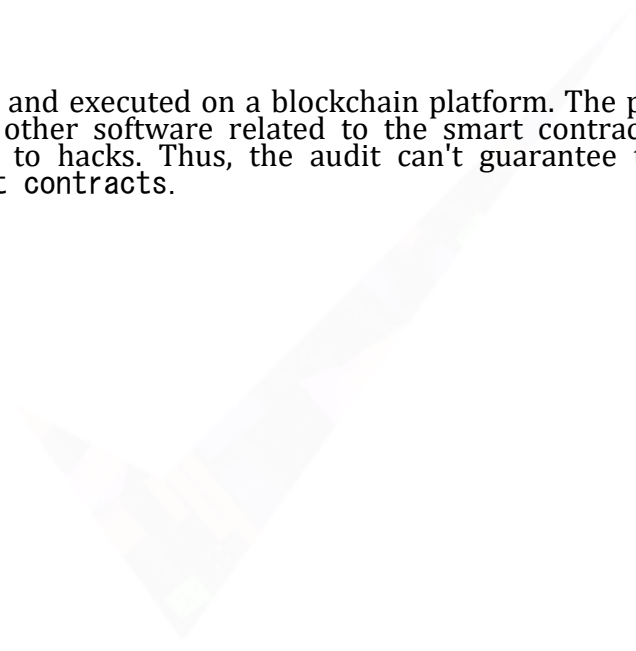 and executed on a blockchain platform. The p
other software related to the smart contrac
to hacks. Thus, the audit can't guarantee t
t contracts.